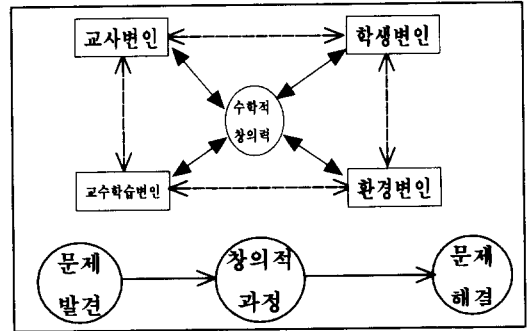 교사변인
학생변인
수학적
창의력
교수학습변인
환경변인
문제
발견
창의적
과정
문제
해결